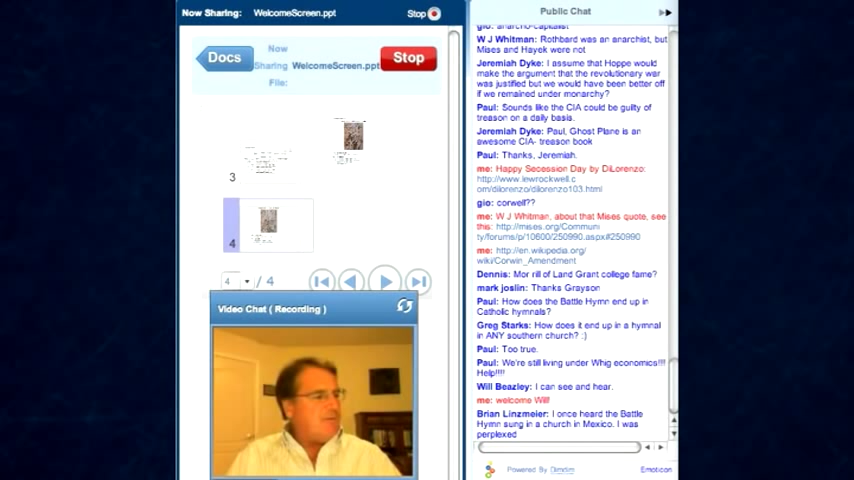 Now Sharing: WelcomeScreen.ppt Stop
Docs
Now
Sharing WelcomeScreen.ppt
File:
Stop
3
4
4 / 4
Video Chat ( Recording )
Public Chat
gio: anarcho-capitalist
W J Whitman: Rothbard was an anarchist, but
Mises and Hayek were not
Jeremiah Dyke: I assume that Hoppe would
make the argument that the revolutionary war
was justified but we would have been better off
if we remained under monarchy?
Paul: Sounds like the CIA could be guilty of
treason on a daily basis.
Jeremiah Dyke: Paul, Ghost Plane is an
awesome CIA- treason book
Paul: Thanks, Jeremiah.
me: Happy Secession Day by DiLorenzo:
http://www.lewrockwell.c
om/dilorenzo/dilorenzo103.html
gio: corwell??
me: W J Whitman, about that Mises quote, see
this: http://mises.org/Communi
ty/forums/p/10600/250990.aspx#250990
me: http://en.wikipedia.org/
wiki/Corwin_Amendment
Dennis: Mor rill of Land Grant college fame?
mark joslin: Thanks Grayson
Paul: How does the Battle Hymn end up in
Catholic hymnals?
Greg Starks: How does it end up in a hymnal
in ANY southern church? :)
Paul: Too true.
Paul: We're still living under Whig economics!!!!
Help!!!!
Will Beazley: I can see and hear.
me: welcome Will!
Brian Linzmeier: I once heard the Battle
Hymn sung in a church in Mexico. I was
perplexed
Powered By Dimdim Emoticon